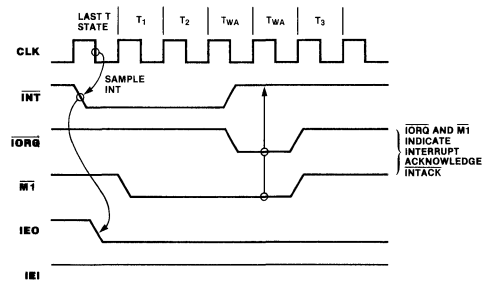 LAST T STATE
T1
T2
TWA
TWA
T3
CLK
SAMPLE INT
INT
IORQ
IORQ AND M1
INDICATE
INTERRUPT
ACKNOWLEDGE
INTACK
M1
IEO
IEI